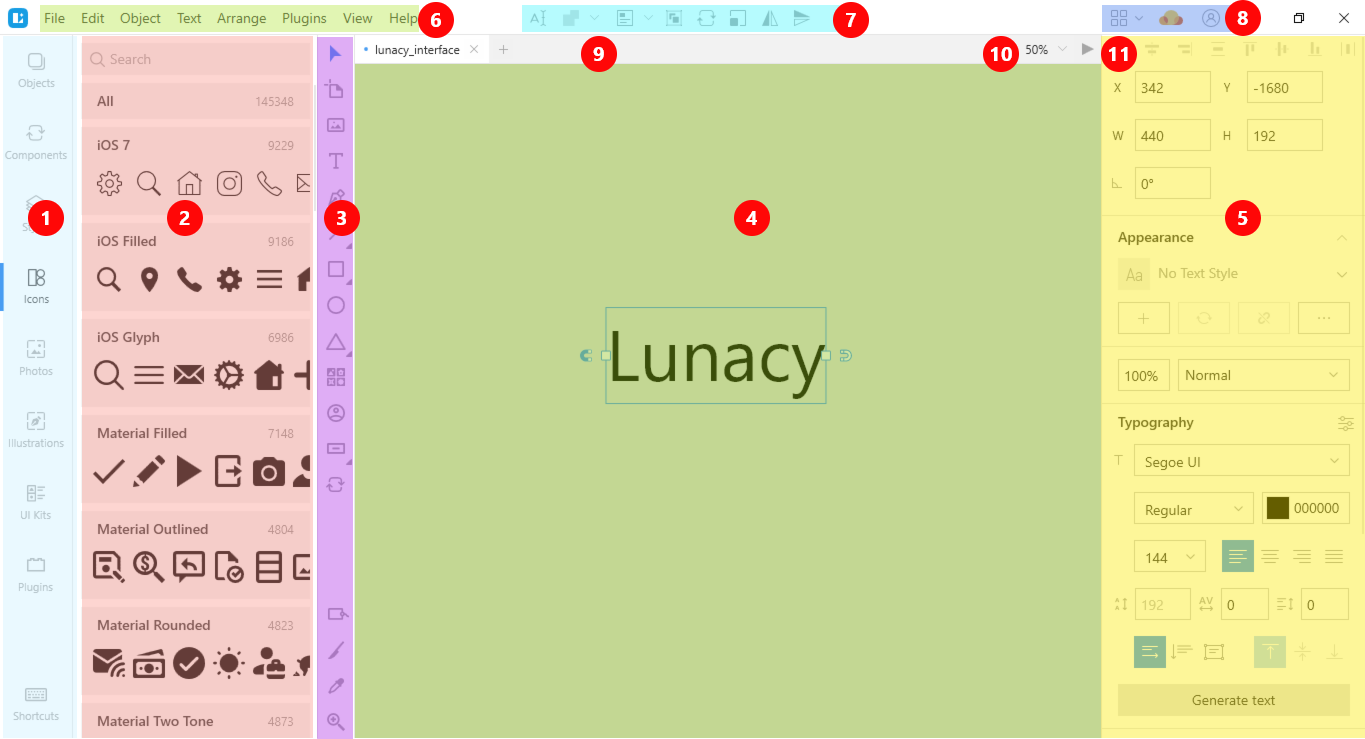 File Edit Object Text Arrange Plugins View Help 6 7 8
lunacy_interface 9 10 50% 11
Objects
Components
1
Icons
Photos
Illustrations
UI Kits
Plugins
Shortcuts
Search
All 145348
iOS 7 9229
2
iOS Filled 9186
iOS Glyph 6986
Material Filled 7148
Material Outlined 4804
Material Rounded 4823
Material Two Tone 4873
T
3
4
Lunacy
X 342 Y -1680
W 440 H 192
0°
5
Appearance
Aa No Text Style
100% Normal
Typography
T Segoe UI
Regular 000000
144
192 AV 0 0
Generate text